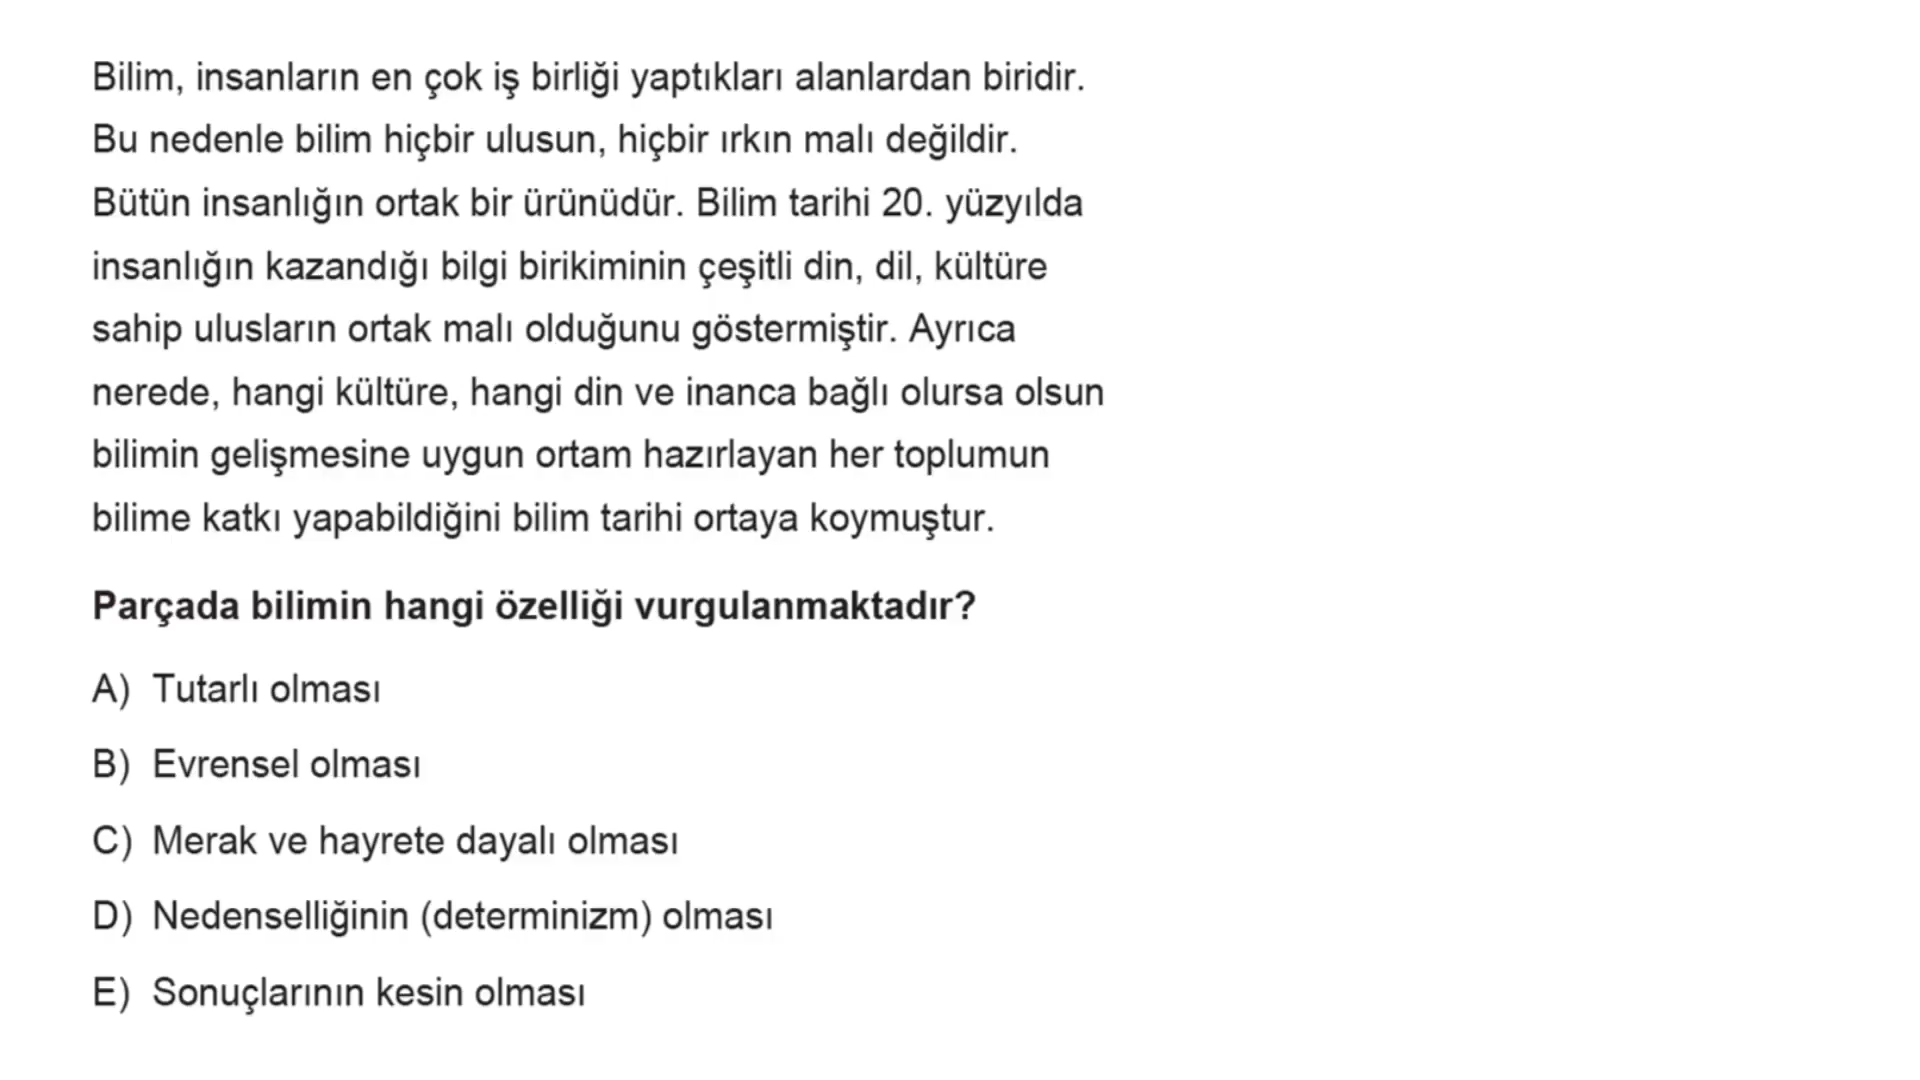 Bilim, insanların en çok iş birliği yaptıkları alanlardan biridir.
Bu nedenle bilim hiçbir ulusun, hiçbir ırkın malı değildir.
Bütün insanlığın ortak bir ürünüdür. Bilim tarihi 20. yüzyılda
insanlığın kazandığı bilgi birikiminin çeşitli din, dil, kültüre
sahip ulusların ortak malı olduğunu göstermiştir. Ayrıca
nerede, hangi kültüre, hangi din ve inanca bağlı olursa olsun
bilimin gelişmesine uygun ortam hazırlayan her toplumun
bilime katkı yapabildiğini bilim tarihi ortaya koymuştur.
Parçada bilimin hangi özelliği vurgulanmaktadır?
A) Tutarlı olması
B) Evrensel olması
C) Merak ve hayrete dayalı olması
D) Nedenselliğinin (determinizm) olması
E) Sonuçlarının kesin olması